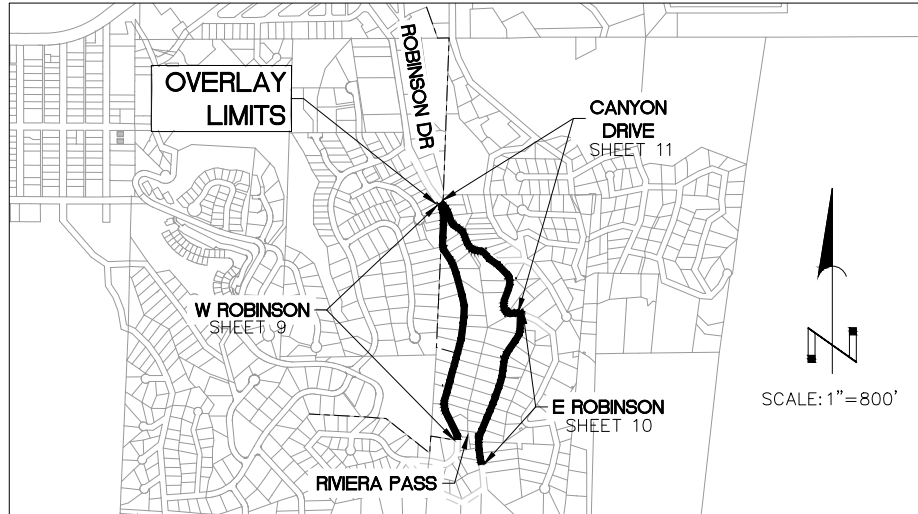 ROBINSON DR
OVERLAY
LIMITS
CANYON
DRIVE
SHEET 11
W ROBINSON
SHEET 9
SCALE: 1"=800'
E ROBINSON
SHEET 10
RIVIERA PASS
N